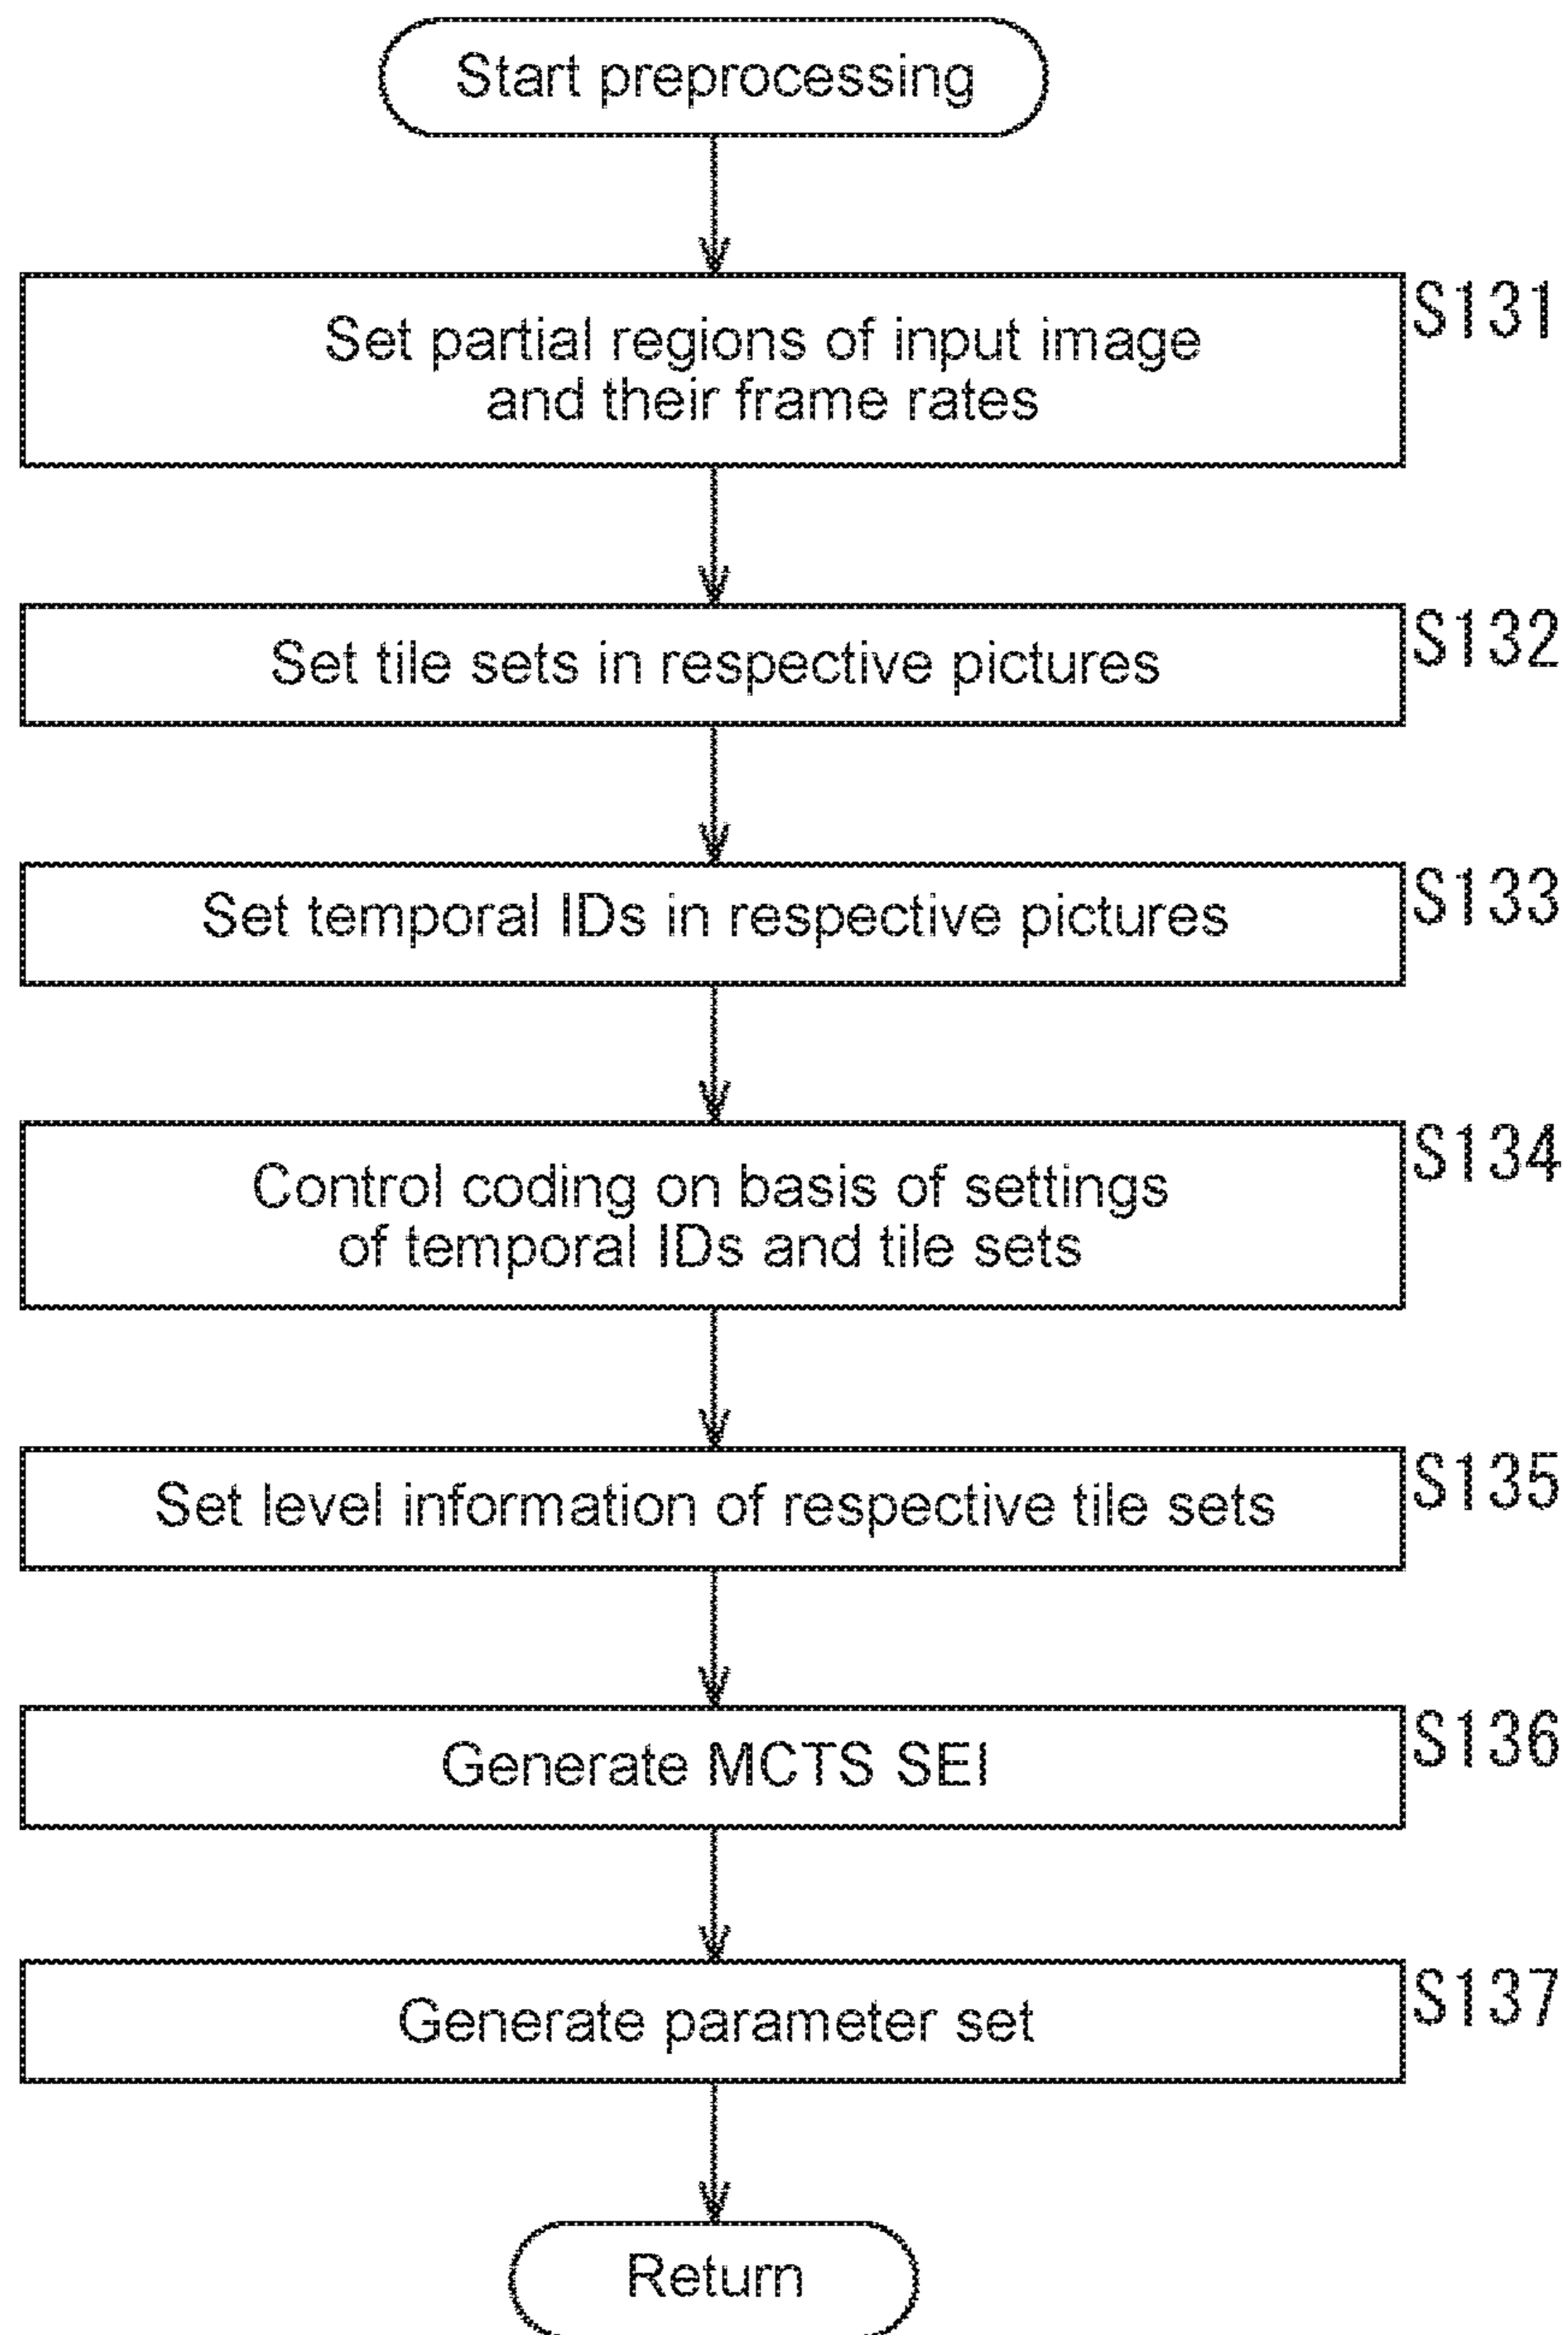 Start preprocessing
S131
Set partial regions of input image
and their frame rates
S132
Set tile sets in respective pictures
S133
Set temporal IDs in respective pictures
S134
Control coding on basis of settings
of temporal IDs and tile sets
S135
Set level information of respective tile sets
S136
Generate MCTS SEI
S137
Generate parameter set
Return